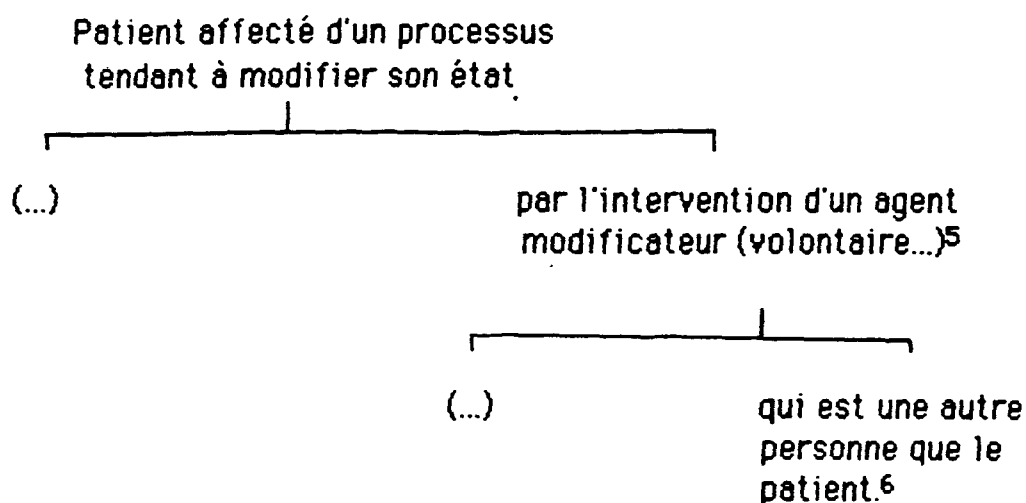 Patient affecté d'un processus
tendant à modifier son état
(...)
par l'intervention d'un agent
modificateur (volontaire...)5
(...)
qui est une autre
personne que le
patient.6